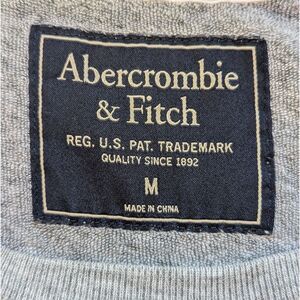 Abercrombie
& Fitch
REG. U.S. PAT. TRADEMARK
QUALITY SINCE 1892
M
MADE IN CHINA